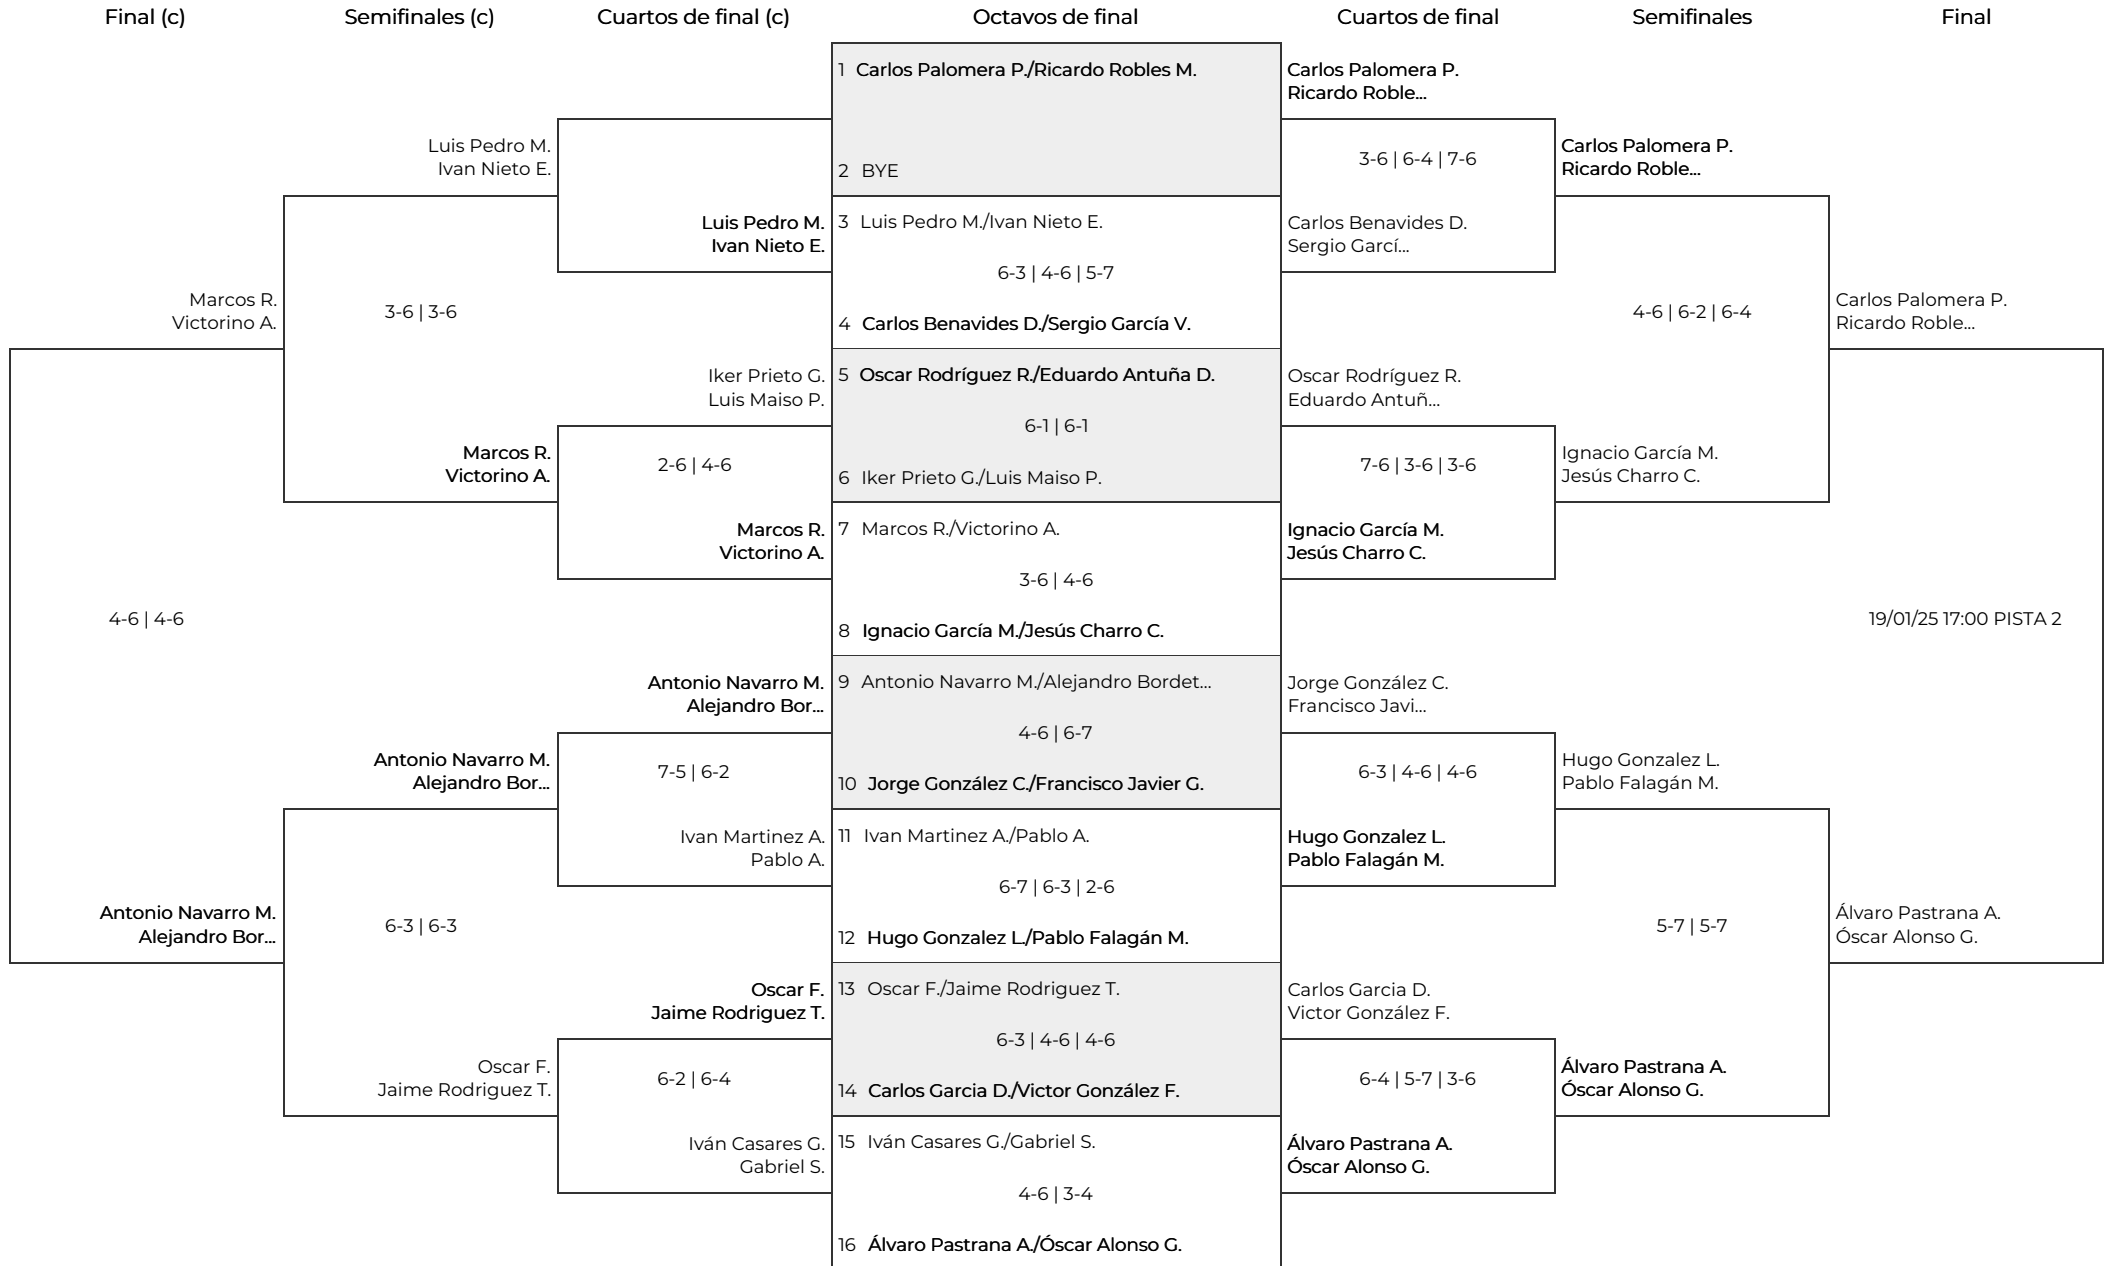 Final (c)
Semifinales (c)
Cuartos de final (c)
Octavos de final
Cuartos de final
Semifinales
Final
Marcos R.
Victorino A.
4-6 | 4-6
Antonio Navarro M.
Alejandro Bor...
Luis Pedro M.
Ivan Nieto E.
3-6 | 3-6
Marcos R.
Victorino A.
Antonio Navarro M.
Alejandro Bor...
6-3 | 6-3
Oscar F.
Jaime Rodriguez T.
Luis Pedro M.
Ivan Nieto E.
Iker Prieto G.
Luis Maiso P.
2-6 | 4-6
Marcos R.
Victorino A.
Antonio Navarro M.
Alejandro Bor...
7-5 | 6-2
Ivan Martinez A.
Pablo A.
Oscar F.
Jaime Rodriguez T.
6-2 | 6-4
Iván Casares G.
Gabriel S.
1 Carlos Palomera P./Ricardo Robles M.
2 BYE
3 Luis Pedro M./Ivan Nieto E.
6-3 | 4-6 | 5-7
4 Carlos Benavides D./Sergio García V.
5 Oscar Rodríguez R./Eduardo Antuña D.
6-1 | 6-1
6 Iker Prieto G./Luis Maiso P.
7 Marcos R./Victorino A.
3-6 | 4-6
8 Ignacio García M./Jesús Charro C.
9 Antonio Navarro M./Alejandro Bordet...
4-6 | 6-7
10 Jorge González C./Francisco Javier G.
11 Ivan Martinez A./Pablo A.
6-7 | 6-3 | 2-6
12 Hugo Gonzalez L./Pablo Falagán M.
13 Oscar F./Jaime Rodriguez T.
6-3 | 4-6 | 4-6
14 Carlos Garcia D./Victor González F.
15 Iván Casares G./Gabriel S.
4-6 | 3-4
16 Álvaro Pastrana A./Óscar Alonso G.
Carlos Palomera P.
Ricardo Roble...
3-6 | 6-4 | 7-6
Carlos Benavides D.
Sergio Garcí...
Oscar Rodríguez R.
Eduardo Antuñ...
7-6 | 3-6 | 3-6
Ignacio García M.
Jesús Charro C.
Jorge González C.
Francisco Javi...
6-3 | 4-6 | 4-6
Hugo Gonzalez L.
Pablo Falagán M.
Carlos Garcia D.
Victor González F.
6-4 | 5-7 | 3-6
Álvaro Pastrana A.
Óscar Alonso G.
Carlos Palomera P.
Ricardo Roble...
4-6 | 6-2 | 6-4
Ignacio García M.
Jesús Charro C.
Hugo Gonzalez L.
Pablo Falagán M.
5-7 | 5-7
Álvaro Pastrana A.
Óscar Alonso G.
Carlos Palomera P.
Ricardo Roble...
19/01/25 17:00 PISTA 2
Álvaro Pastrana A.
Óscar Alonso G.